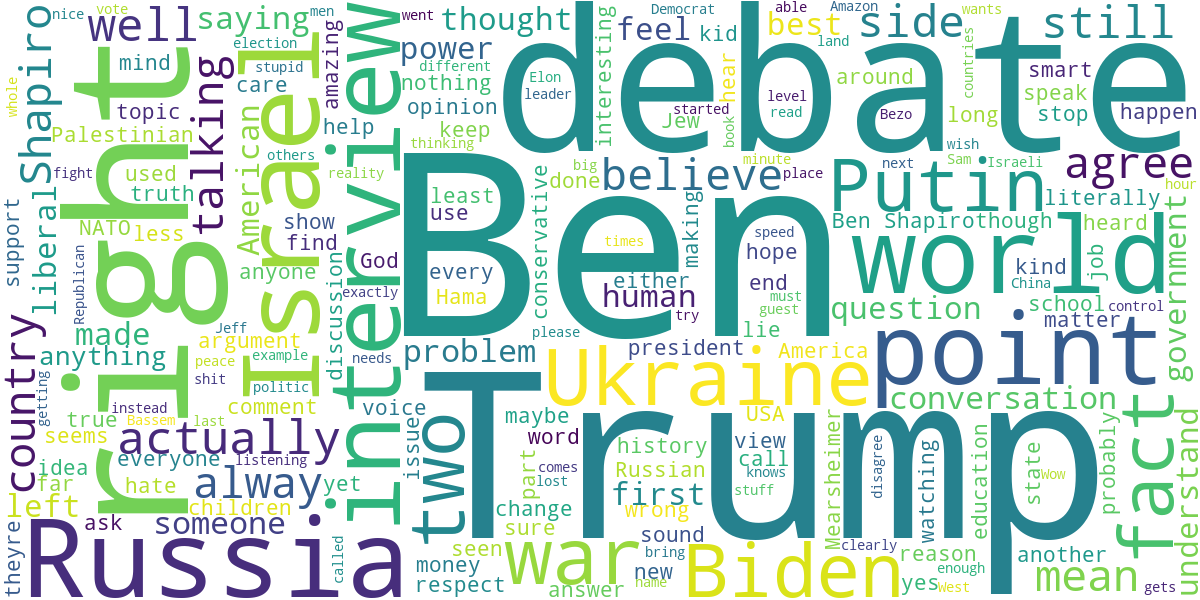 nice
vote
well
saying
men
went
thought
Democrat
able
Amazon
best
side
wants
still
election
power
feel
kid
land
Shapiro
mind
stupid
amazing
different
interesting
hear
debate
around
countries
smart
whole
care
nothing
Elon
leader
level
read
speak
topic
talking
opinion
started
Jew
book
Bezo
long
stop
happen
Palestinian
American
help
keep
thinking
wish
right
israel
interview
others
reality
big
minute
place
next
Sam
Israeli
agree
fight
used
truth
believe
done
hour
liberal
NATO
less
show
find
least
use
conservative
Ben
making
Putin
literally
support
God
times
speed
hope
Ben Shapirothough
heard
Republican
anyone
discussion
exactly
every
Hama
either
human
end
world
kind
China
job
government
made
Jeff
argument
please
try
lie
must
guest
question
school
control
matter
country
anything
peace
example
needs
problem
president
America
point
getting
shit
politic
Ukraine
conversation
true
instead
Bassem
last
comment
voice
two
maybe
USA
seems
actually
issue
word
history
view
call
Mearsheimer
disagree
watching
education
probably
fact
understand
idea
far
everyone
listening
part
comes
lost
Russian
knows
stuff
state
Wow
left
hate
alway
yet
children
first
Trump
change
wrong
theyre
ask
someone
sure
sound
Russia
called
seen
war
bring
new
clearly
reason
another
money
respect
answer
name
Biden
yes
enough
West
mean
gets